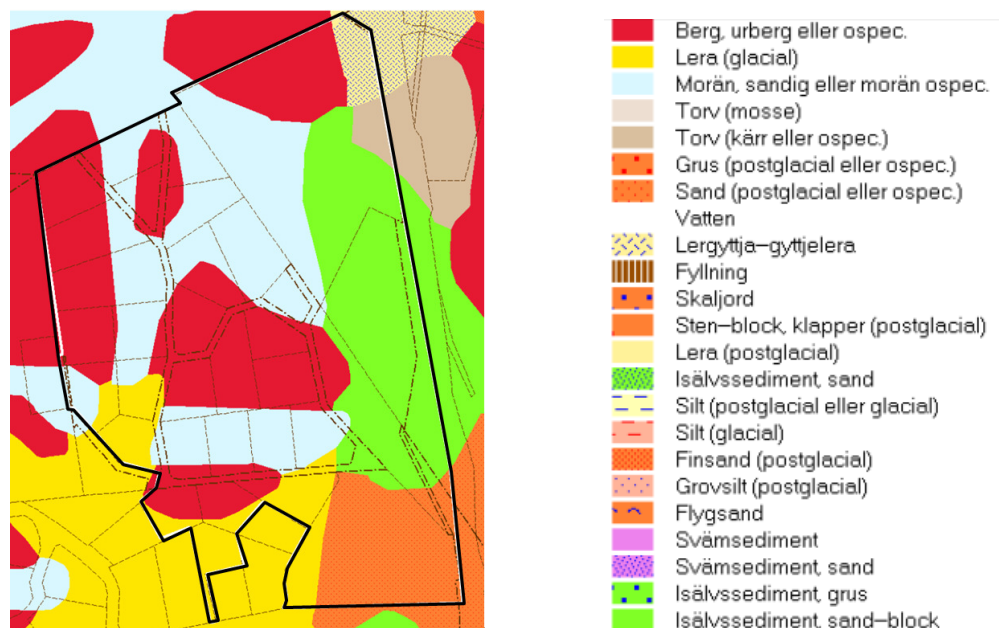 Berg, urberg eller ospec.
Lera (glacial)
Morän, sandig eller morän ospec.
Torv (mosse)
Torv (kärr eller ospec.)
Grus (postglacial eller ospec.)
Sand (postglacial eller ospec.)
Vatten
Lergyttja-gyttjelera
Fyllning
Skaljord
Sten-block, klapper (postglacial)
Lera (postglacial)
Isälvssediment, sand
Silt (postglacial eller glacial)
Silt (glacial)
Finsand (postglacial)
Grovsilt (postglacial)
Flygsand
Svämsediment
Svämsediment, sand
Isälvssediment, grus
Isälvssediment, sand-block